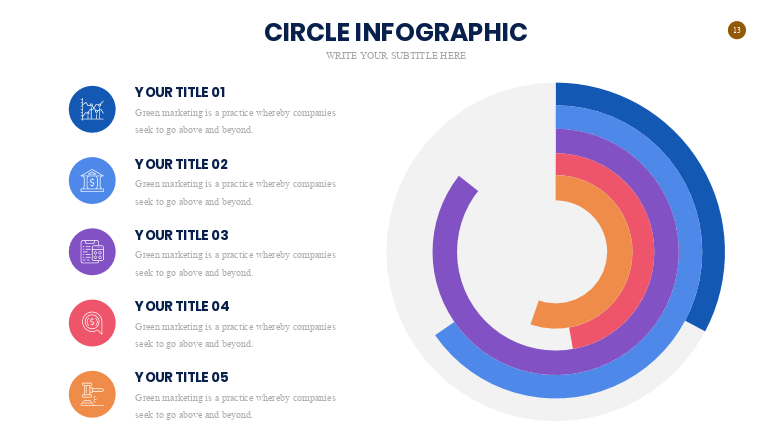 CIRCLE INFOGRAPHIC
WRITE YOUR SUBTITLE HERE
13
YOUR TITLE 01
Green marketing is a practice whereby companies
seek to go above and beyond.
YOUR TITLE 02
Green marketing is a practice whereby companies
seek to go above and beyond.
YOUR TITLE 03
Green marketing is a practice whereby companies
seek to go above and beyond.
YOUR TITLE 04
Green marketing is a practice whereby companies
seek to go above and beyond.
YOUR TITLE 05
Green marketing is a practice whereby companies
seek to go above and beyond.